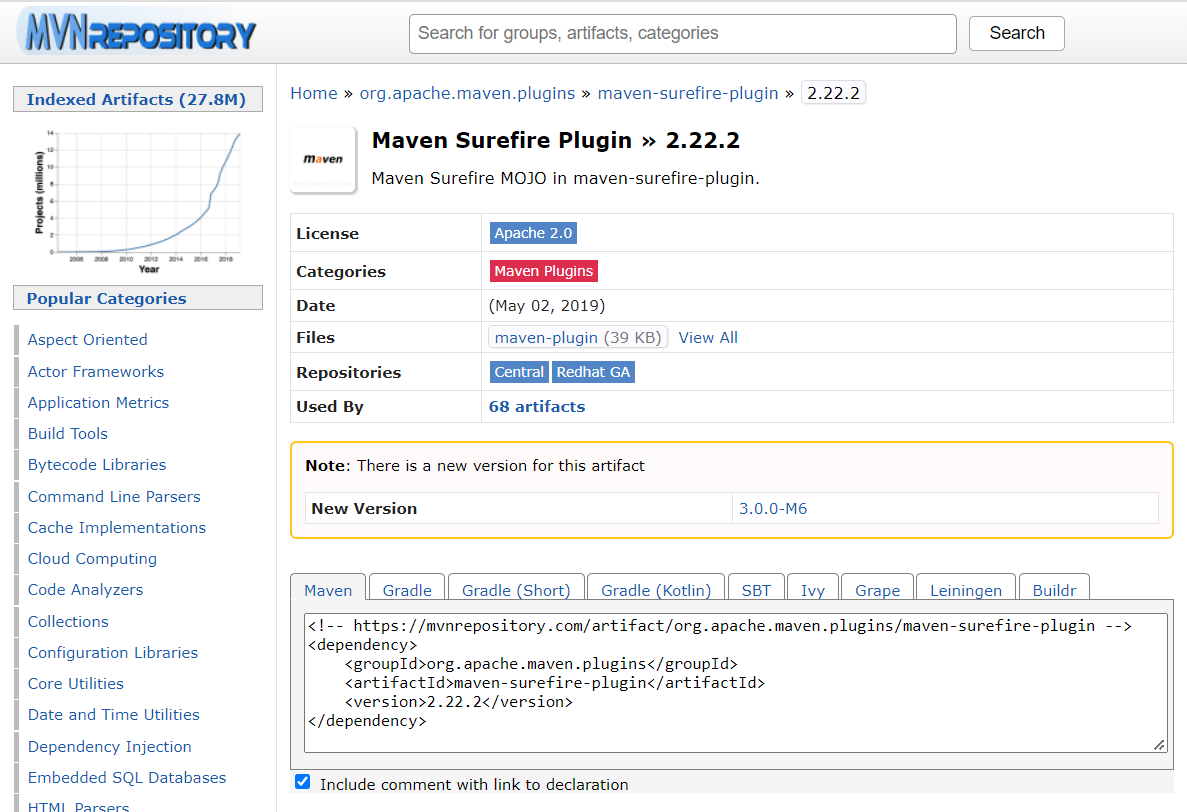 MVNREPOSITORY
Search for groups, artifacts, categories
Search
Indexed Artifacts (27.8M)
Projects (millions)
14
12
10
8
6
4
2
0
2006 2008 2010 2012 2014 2016 2018
Year
Popular Categories
Aspect Oriented
Actor Frameworks
Application Metrics
Build Tools
Bytecode Libraries
Command Line Parsers
Cache Implementations
Cloud Computing
Code Analyzers
Collections
Configuration Libraries
Core Utilities
Date and Time Utilities
Dependency Injection
Embedded SQL Databases
HTML Parsers
Home » org.apache.maven.plugins » maven-surefire-plugin » 2.22.2
maven
Maven Surefire Plugin » 2.22.2
Maven Surefire MOJO in maven-surefire-plugin.
License Apache 2.0
Categories Maven Plugins
Date (May 02, 2019)
Files maven-plugin (39 KB) View All
Repositories Central Redhat GA
Used By 68 artifacts
Note: There is a new version for this artifact
New Version 3.0.0-M6
Maven Gradle Gradle (Short) Gradle (Kotlin) SBT Ivy Grape Leiningen Buildr
<!-- https://mvnrepository.com/artifact/org.apache.maven.plugins/maven-surefire-plugin -->
<dependency>
    <groupId>org.apache.maven.plugins</groupId>
    <artifactId>maven-surefire-plugin</artifactId>
    <version>2.22.2</version>
</dependency>
Include comment with link to declaration